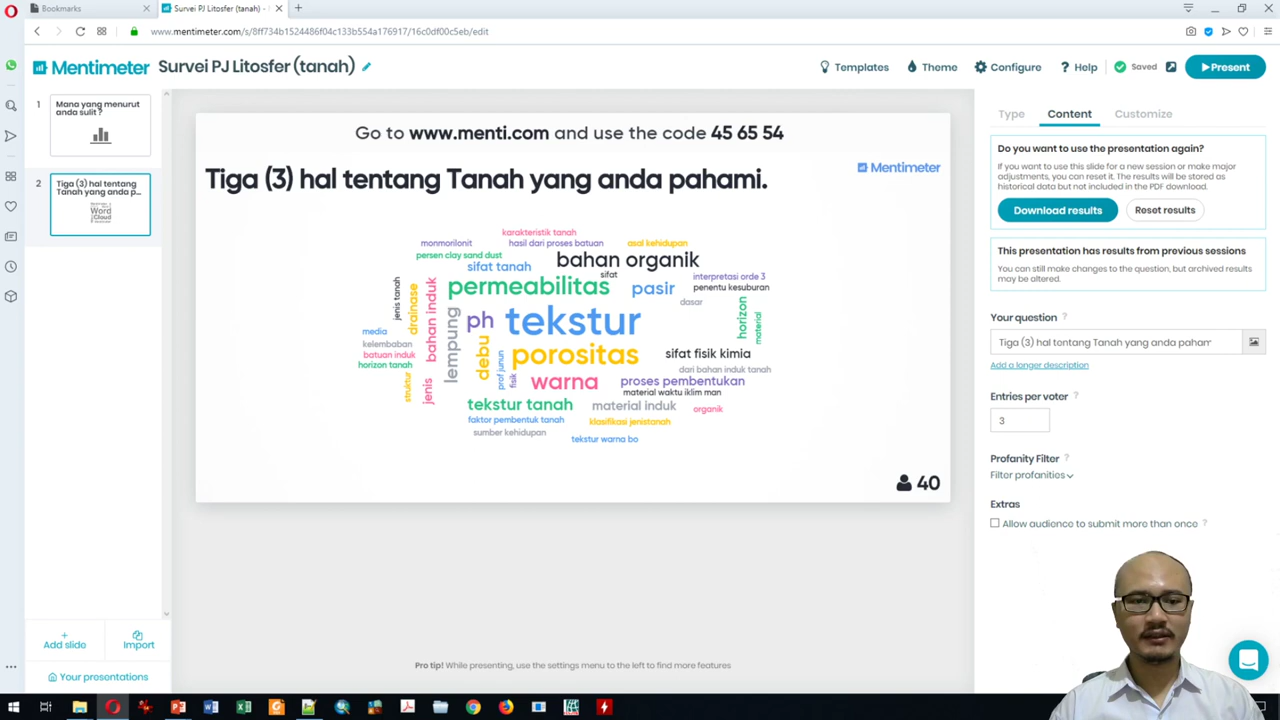 Bookmarks
Survei PJ Litosfer (tanah) -
www.mentimeter.com/s/8ff734b1524486f04c133b554a176917/16c0df00c5eb/edit
Mentimeter
Survei PJ Litosfer (tanah)
Templates
Theme
Configure
Help
Saved
Present
1
Mana yang menurut
anda sulit ?
2
Tiga (3) hal tentang
Tanah yang anda p...
Word
Cloud
Go to www.menti.com and use the code 45 65 54
Tiga (3) hal tentang Tanah yang anda pahami.
Mentimeter
karakteristik tanah
monmorilonit
hasil dari proses batuan
asal kehidupan
persen clay sand dust
bahan organik
sifat tanah
sifat
interpretasi orde 3
permeabilitas
pasir
penentu kesuburan
jenis tanah
drainase
bahan induk
dasar
horizon
material
lempung
ph
tekstur
media
kelembaban
batuan induk
horizon tanah
debu
porositas
sifat fisik kimia
prof junun
fisik
dari bahan induk tanah
struktur
jenis
warna
proses pembentukan
material waktu iklim man
tekstur tanah
material induk
organik
faktor pembentuk tanah
klasifikasi jenistanah
sumber kehidupan
tekstur warna bo
40
Pro tip! While presenting, use the settings menu to the left to find more features
Add slide
Import
Your presentations
Type
Content
Customize
Do you want to use the presentation again?
If you want to use this slide for a new session or make major
adjustments, you can reset it. The results will be stored as
historical data but not included in the PDF download.
Download results
Reset results
This presentation has results from previous sessions
You can still make changes to the question, but archived results
may be altered.
Your question ?
Tiga (3) hal tentang Tanah yang anda paham
Add a longer description
Entries per voter ?
3
Profanity Filter ?
Filter profanities
Extras
Allow audience to submit more than once ?